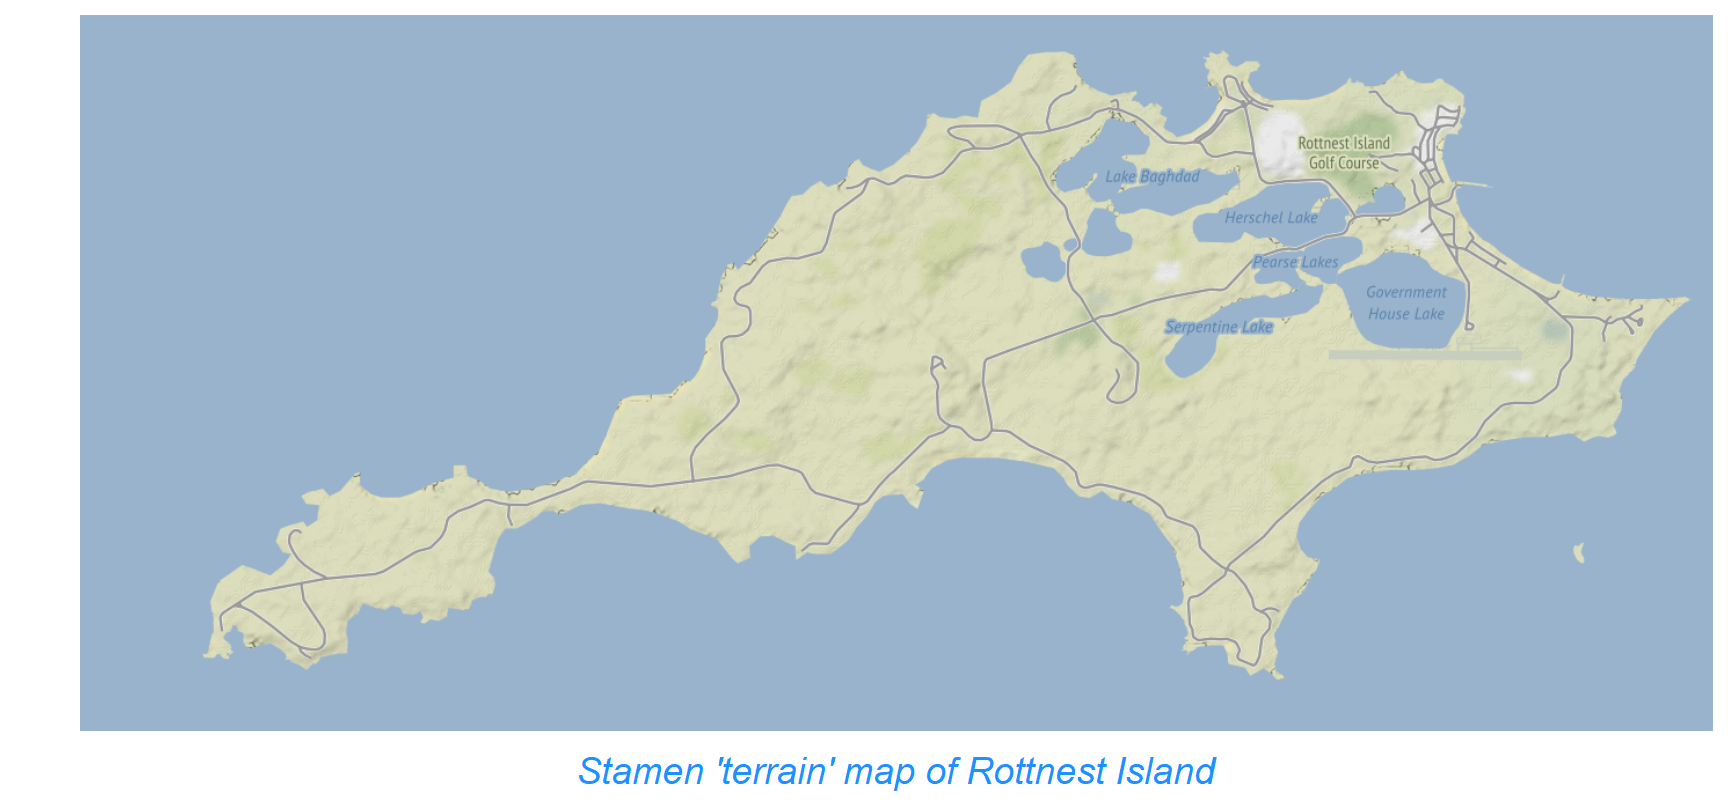 Rottnest Island
Golf Course
Lake Baghdad
Herschel Lake
Pearse Lakes
Government
House Lake
Serpentine Lake
Stamen 'terrain' map of Rottnest Island